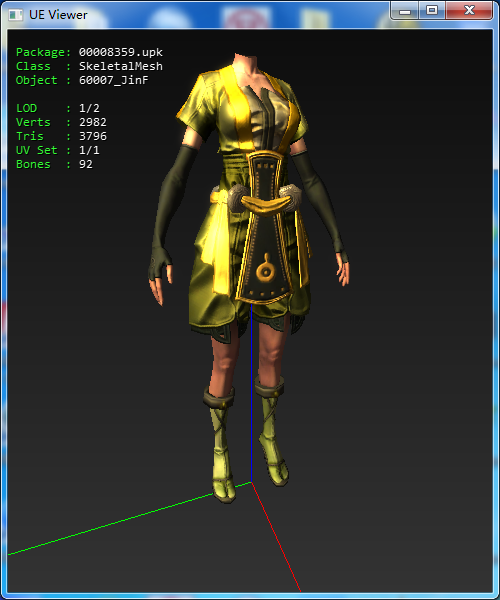 UE Viewer
Package: 00008359.upk
Class : SkeletalMesh
Object : 60007_JinF
LOD : 1/2
Verts : 2982
Tris : 3796
UV Set : 1/1
Bones : 92